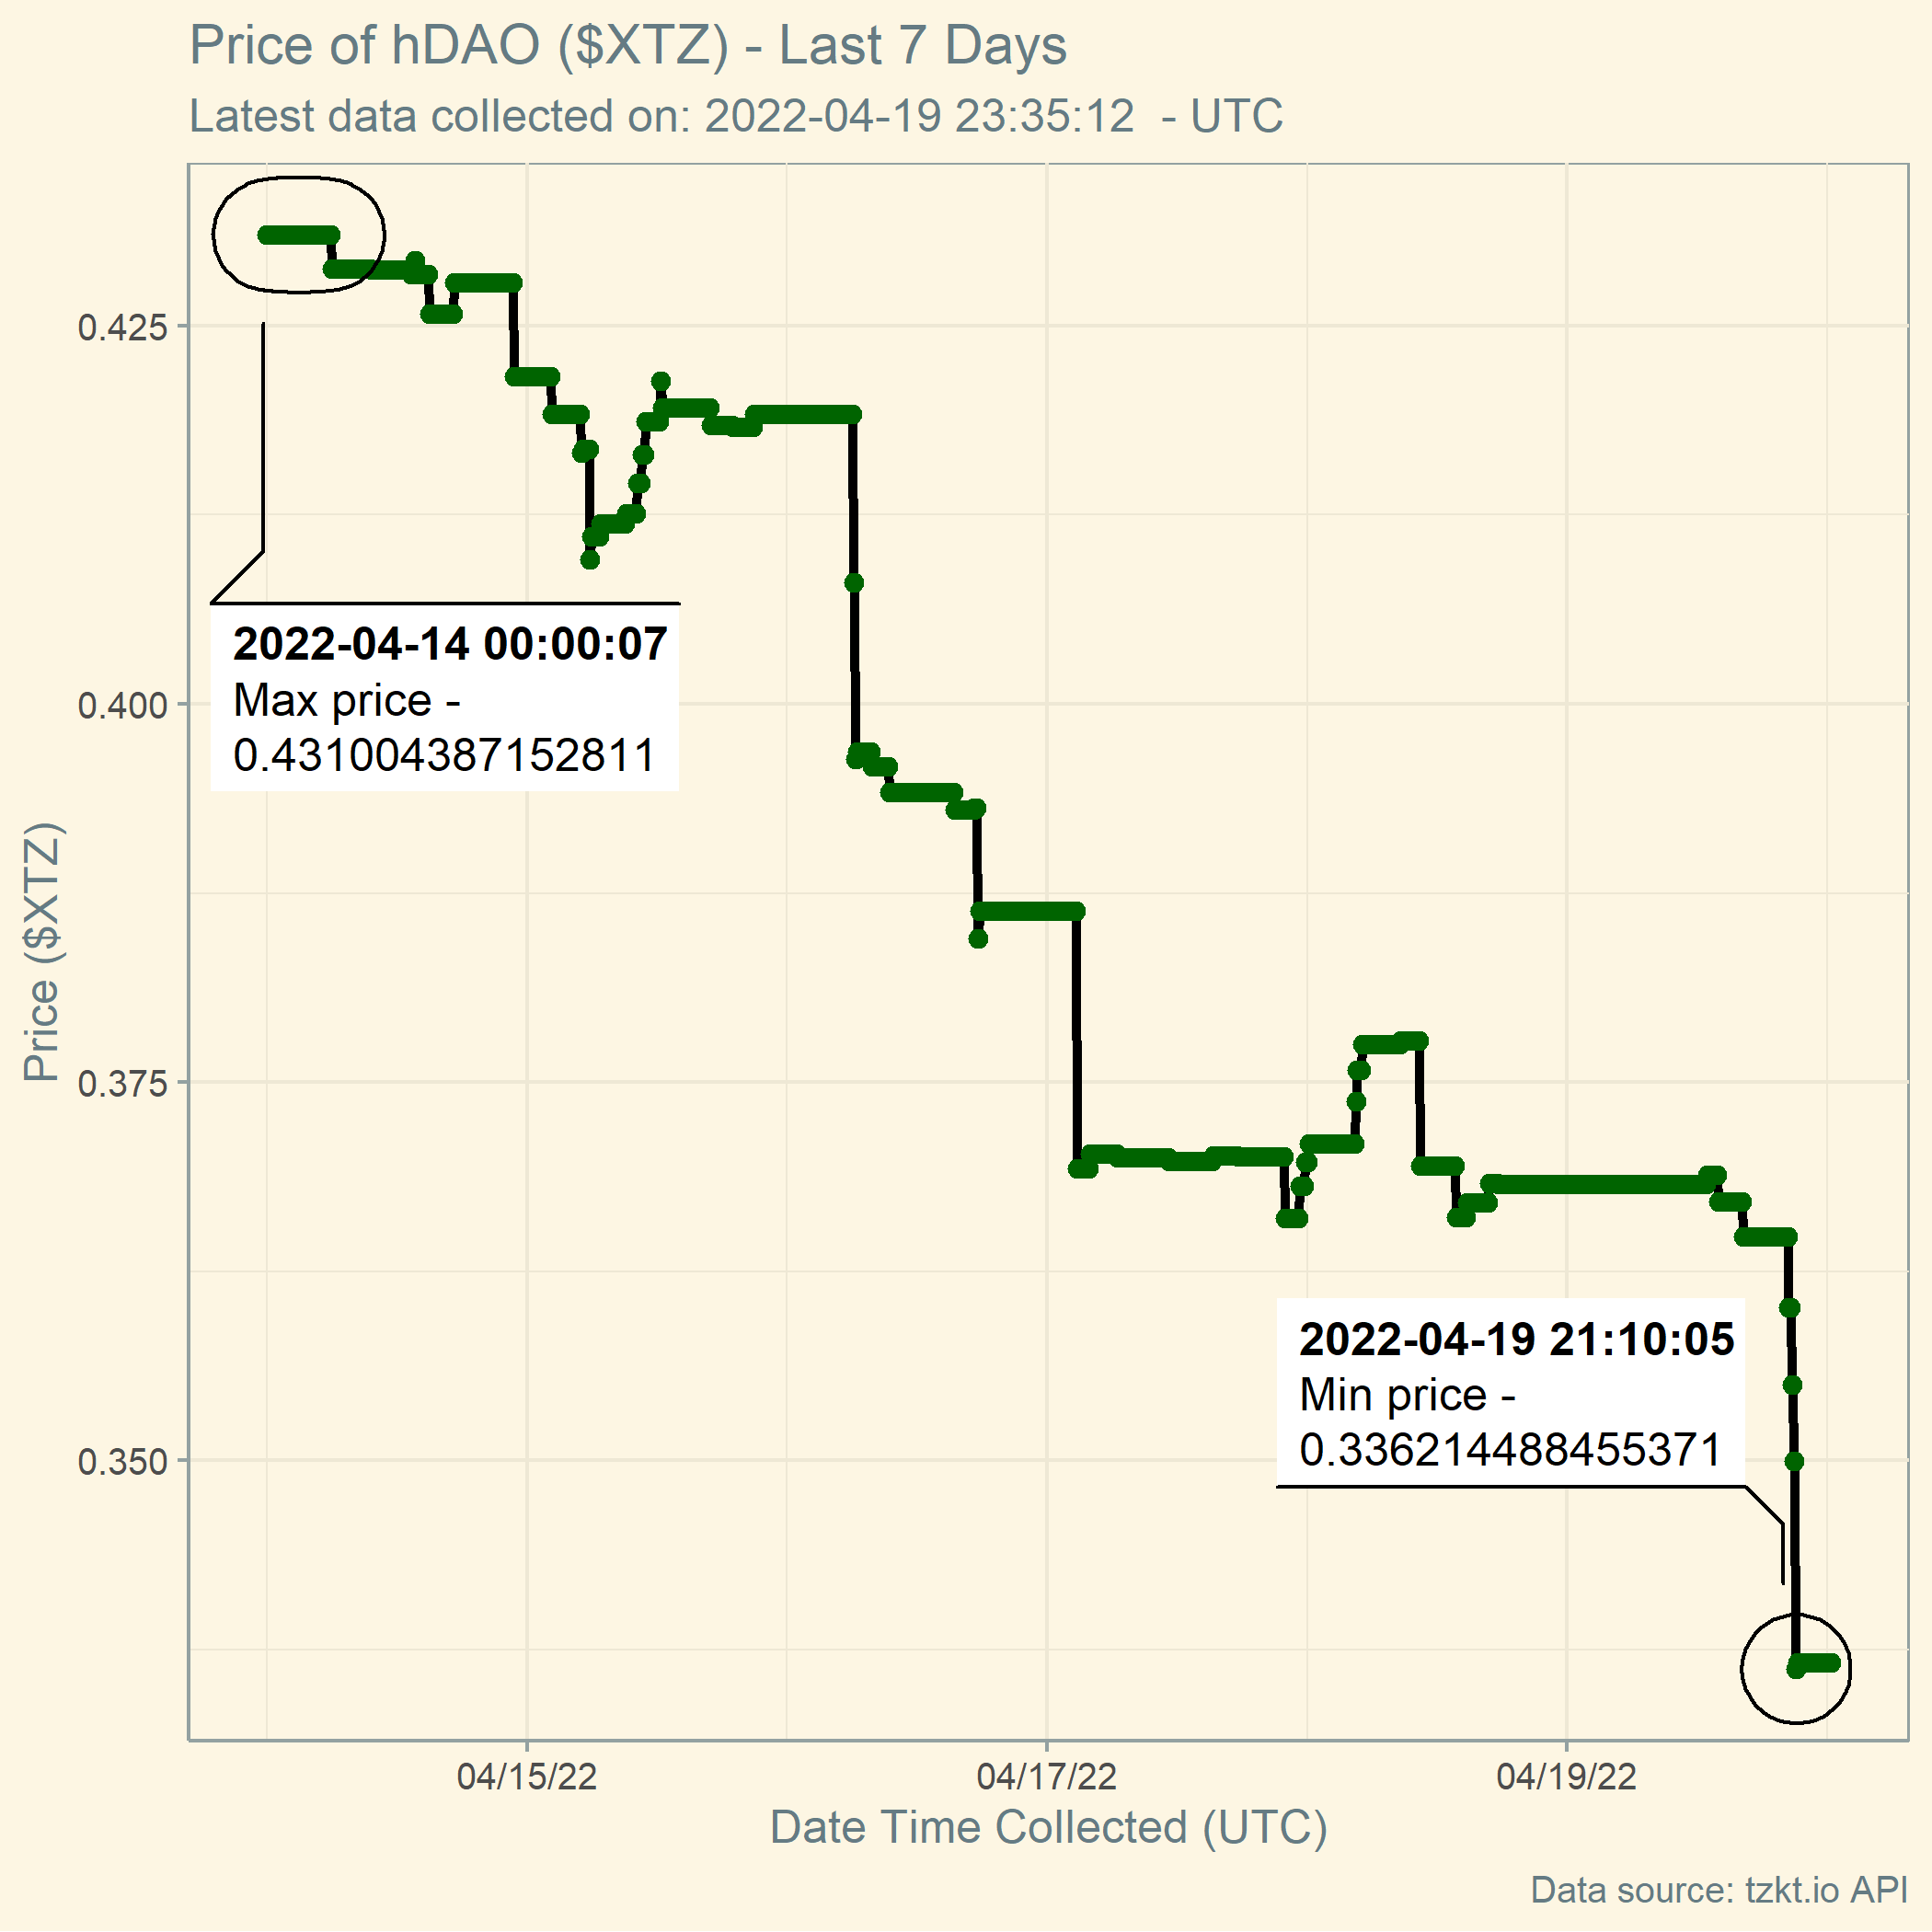 Price of hDAO ($XTZ) - Last 7 Days
Latest data collected on: 2022-04-19 23:35:12  - UTC
0.425
0.400
0.375
0.350
Price ($XTZ)
2022-04-14 00:00:07
Max price -
0.431004387152811
2022-04-19 21:10:05
Min price -
0.336214488455371
04/15/22
04/17/22
04/19/22
Date Time Collected (UTC)
Data source: tzkt.io API